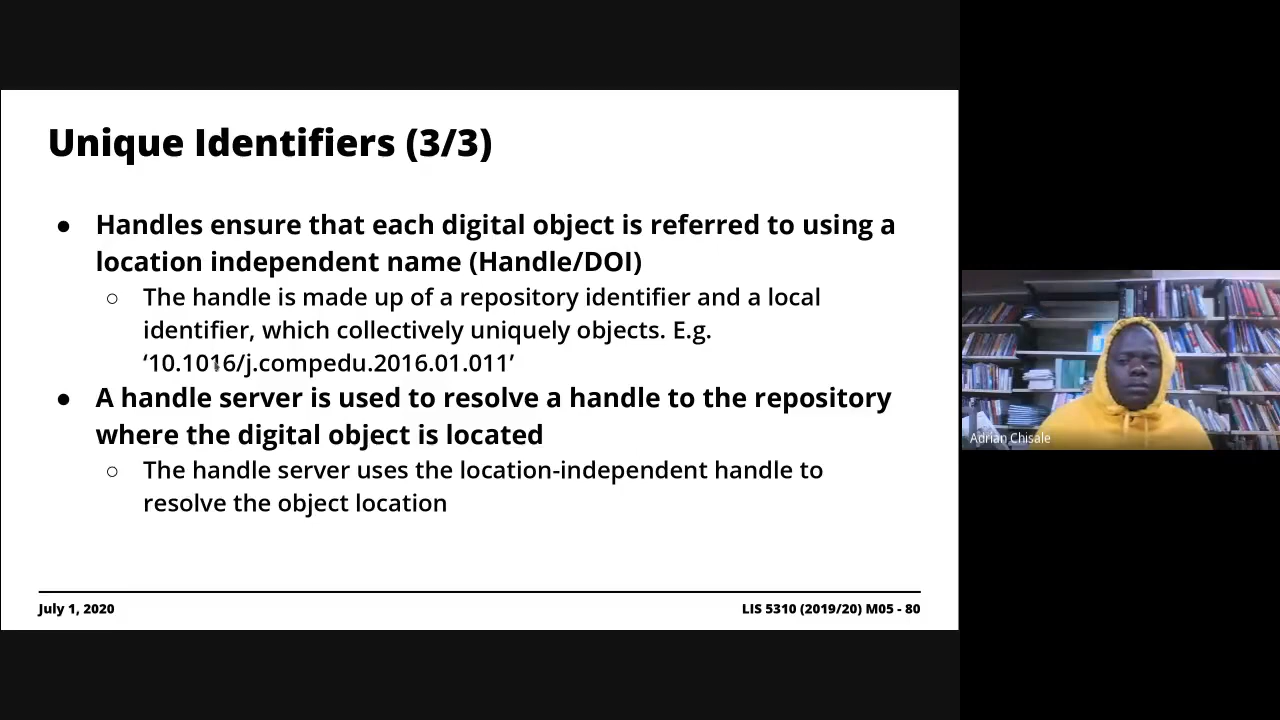 Unique Identifiers (3/3)
● Handles ensure that each digital object is referred to using a
location independent name (Handle/DOI)
○ The handle is made up of a repository identifier and a local
identifier, which collectively uniquely objects. E.g.
‘10.1016/j.compedu.2016.01.011’
● A handle server is used to resolve a handle to the repository
where the digital object is located
○ The handle server uses the location-independent handle to
resolve the object location
July 1, 2020
LIS 5310 (2019/20) M05 - 80
Adrian Chisale